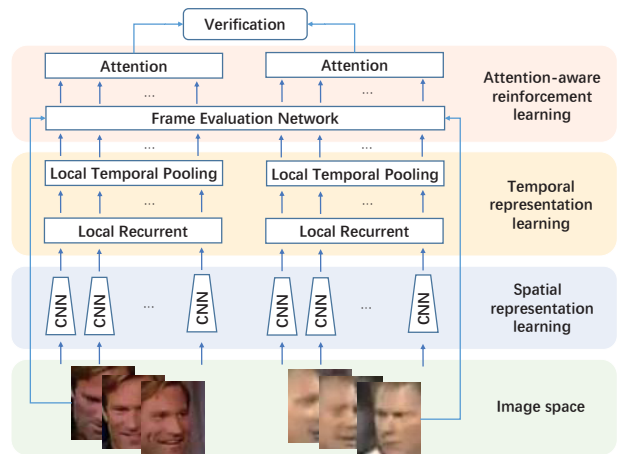 Verification
Attention
Attention
Attention-aware
reinforcement
learning
...
...
Frame Evaluation Network
...
...
Local Temporal Pooling
Local Temporal Pooling
Temporal
representation
learning
...
...
Local Recurrent
Local Recurrent
CNN
CNN
...
CNN
CNN
CNN
...
CNN
Spatial
representation
learning
Image space